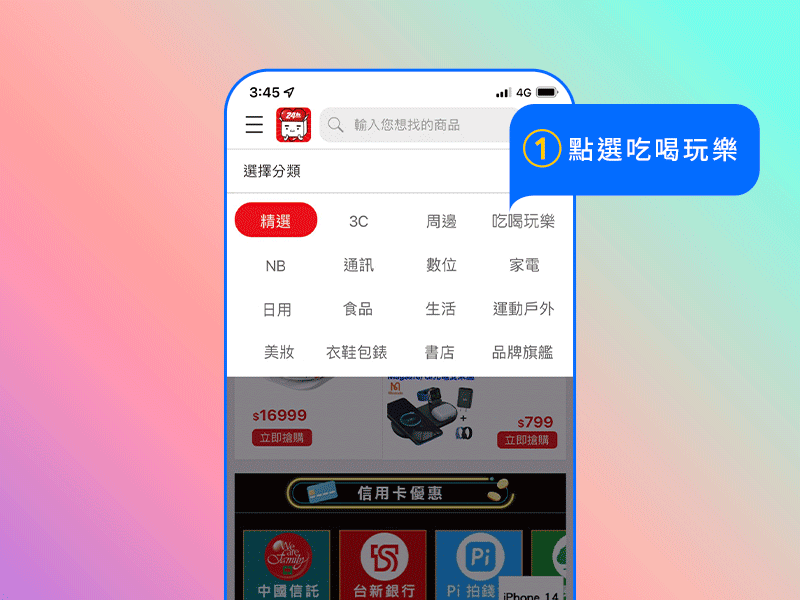 3:45
4G
24h
輸入您想找的商品
① 點選吃喝玩樂
選擇分類
精選 3C 周邊 吃喝玩樂
NB 通訊 數位 家電
日用 食品 生活 運動戶外
美妝 衣鞋包錶 書店 品牌旗艦
$16999
立即搶購
$799
立即搶購
信用卡優惠
We are Family
中國信託
台新銀行
Pi
Pi 拍錢
iPhone 14